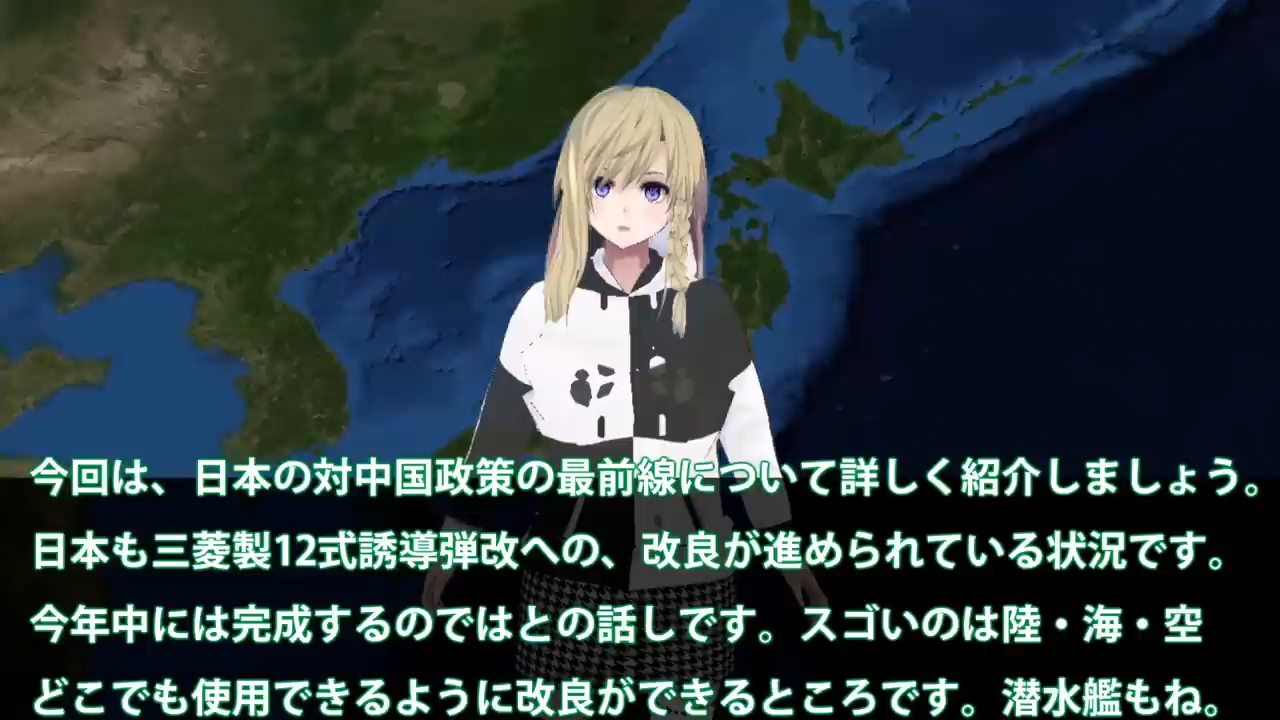 今回は、日本の対中国政策の最前線について詳しく紹介しましょう。
日本も三菱製12式誘導弾改への、改良が進められている状況です。
今年中には完成するのではとの話しです。スゴいのは陸・海・空
どこでも使用できるように改良ができるところです。潜水艦もね。